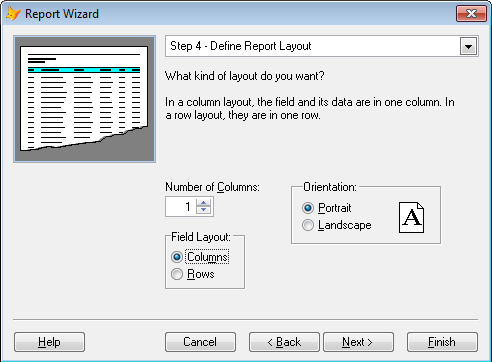 Report Wizard
Step 4 - Define Report Layout
What kind of layout do you want?
In a column layout, the field and its data are in one column. In
a row layout, they are in one row.
Number of Columns:
1
Orientation:
Portrait
Landscape
A
Field Layout:
Columns
Rows
Help
Cancel
< Back
Next >
Finish